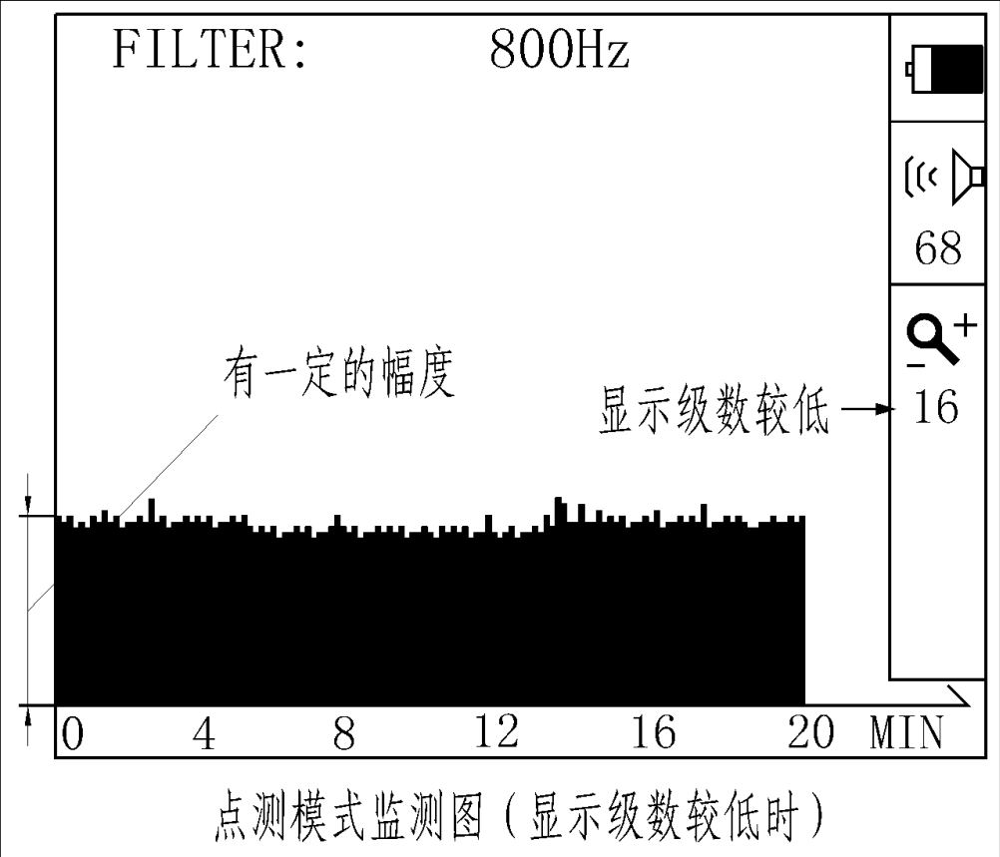 FILTER: 800Hz
68
有一定的幅度
+
−
显示级数较低
16
0 4 8 12 16 20 MIN
点测模式监测图（显示级数较低时）